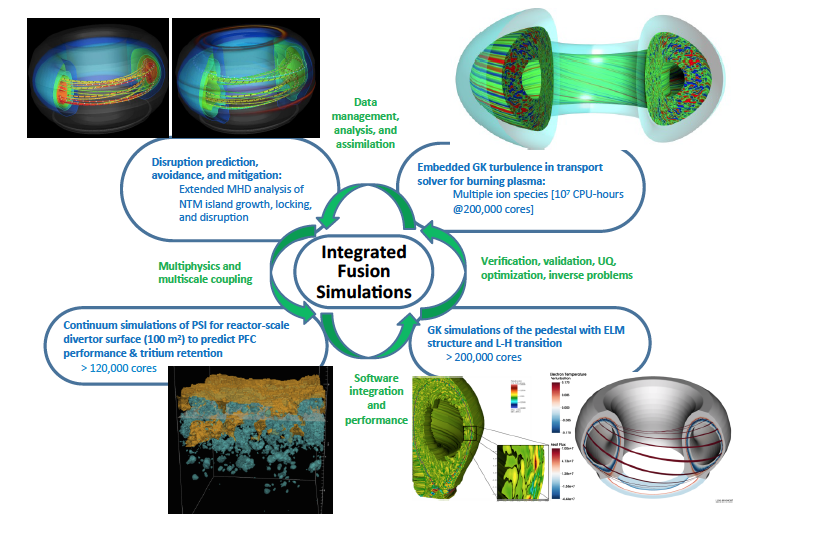 Data
management,
analysis, and
assimilation
Disruption prediction,
avoidance, and mitigation:
Extended MHD analysis of
NTM island growth, locking,
and disruption
Embedded GK turbulence in transport
solver for burning plasma:
Multiple ion species [10⁷ CPU-hours
@200,000 cores]
Integrated
Fusion
Simulations
Multiphysics and
multiscale coupling
Verification, validation, UQ,
optimization, inverse problems
Continuum simulations of PSI for reactor-scale
divertor surface (100 m²) to predict PFC
performance & tritium retention
> 120,000 cores
GK simulations of the pedestal with ELM
structure and L-H transition
> 200,000 cores
Software
integration
and
performance
Electron Temperature
Perturbation
Heat Flux